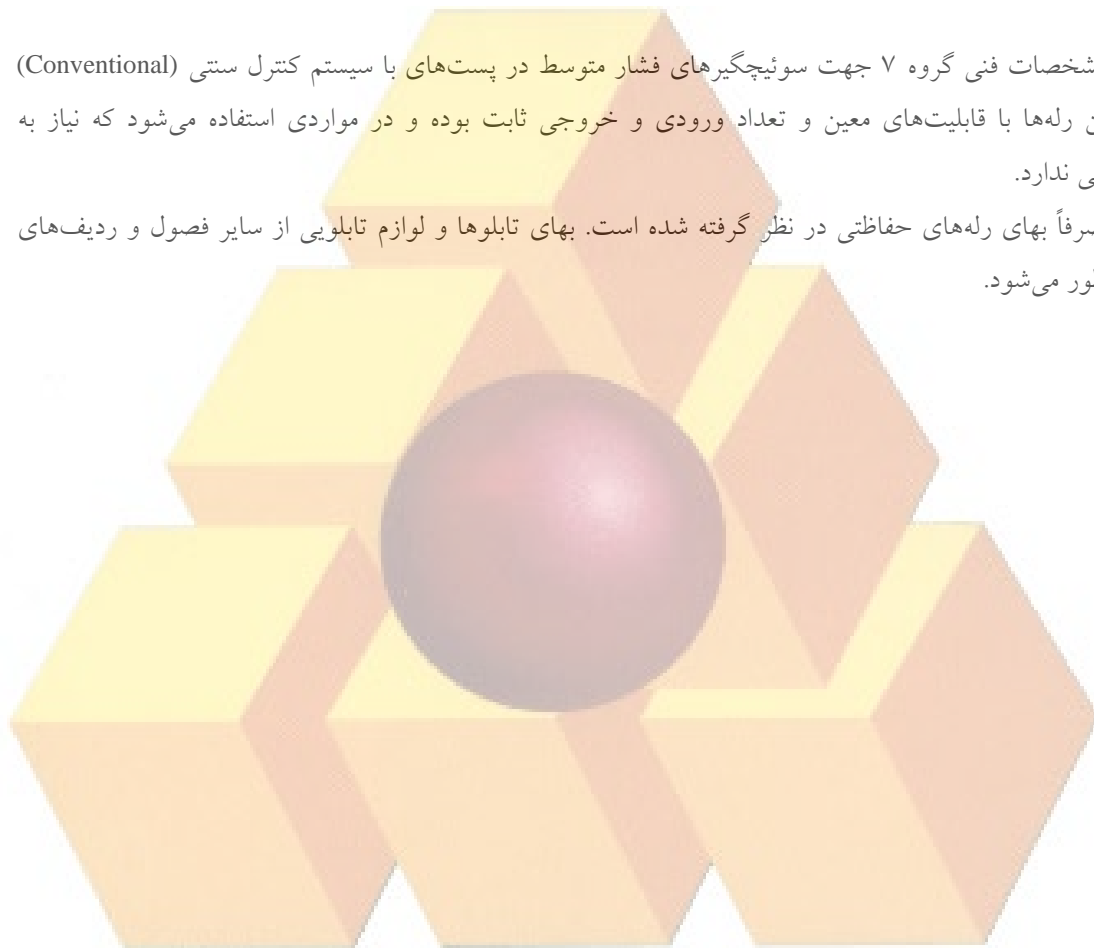 شخصات فنی گروه ۷ جهت سوئیچگیرهای فشار متوسط در پست‌های با سیستم کنترل سنتی (Conventional)
ن رله‌ها با قابلیت‌های معین و تعداد ورودی و خروجی ثابت بوده و در مواردی استفاده می‌شود که نیاز به
ی ندارد.
صرفاً بهای رله‌های حفاظتی در نظر گرفته شده است. بهای تابلوها و لوازم تابلویی از سایر فصول و ردیف‌های
ور می‌شود.